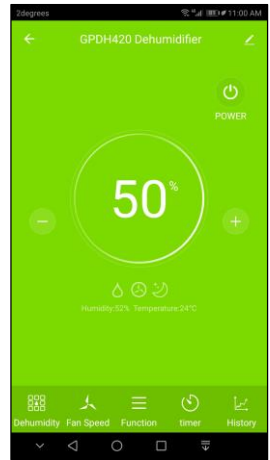 2degrees 11:00 AM
GPDH420 Dehumidifier
POWER
50%
Humidity:52% Temperature:24°C
Dehumidity Fan Speed Function timer History